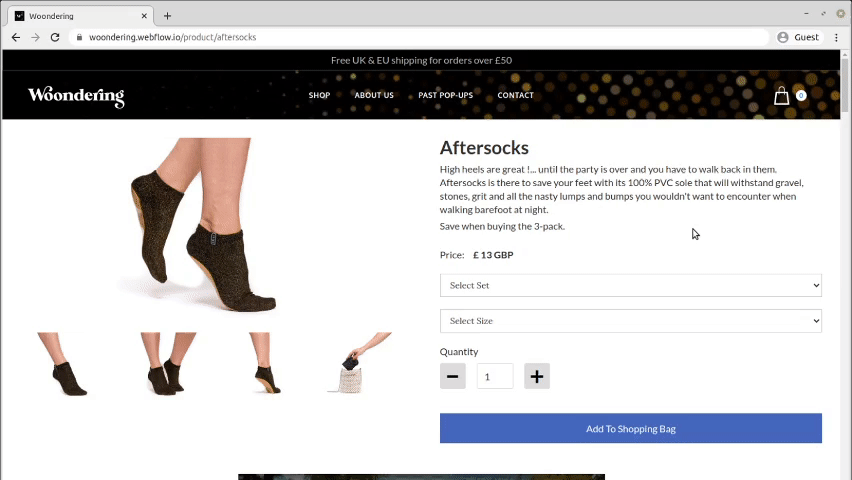 Woondering
woondering.webflow.io/product/aftersocks
Guest
Free UK & EU shipping for orders over £50
Woondering
SHOP
ABOUT US
PAST POP-UPS
CONTACT
0
Aftersocks
High heels are great !... until the party is over and you have to walk back in them.
Aftersocks is there to save your feet with its 100% PVC sole that will withstand gravel,
stones, grit and all the nasty lumps and bumps you wouldn't want to encounter when
walking barefoot at night.
Save when buying the 3-pack.
Price: £ 13 GBP
Select Set
Select Size
Quantity
1
Add To Shopping Bag